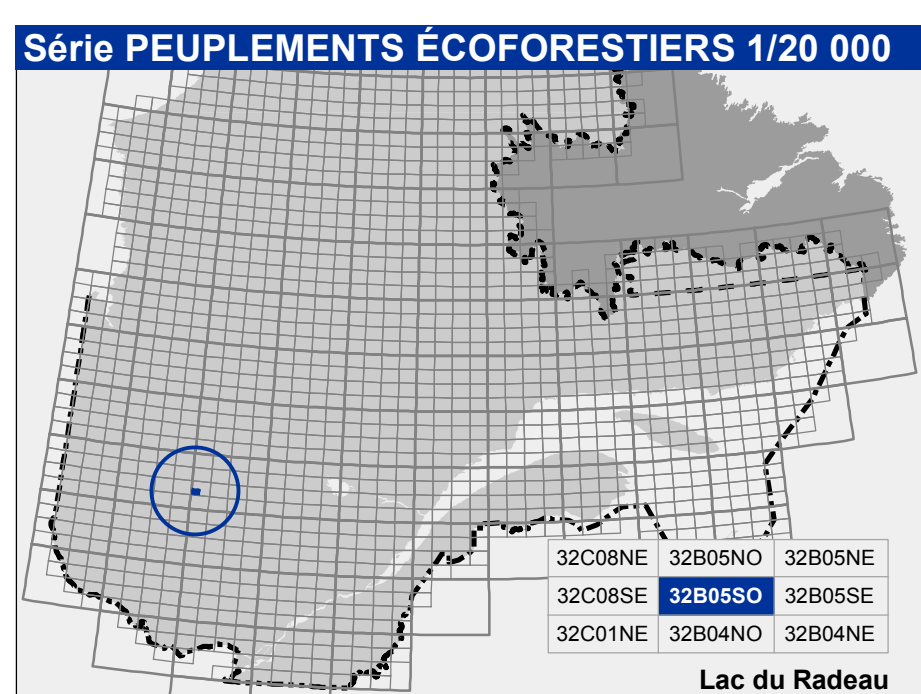 Série PEUPLEMENTS ÉCOFORESTIERS 1/20 000
32C08NE 32B05NO 32B05NE
32C08SE 32B05SO 32B05SE
32C01NE 32B04NO 32B04NE
Lac du Radeau